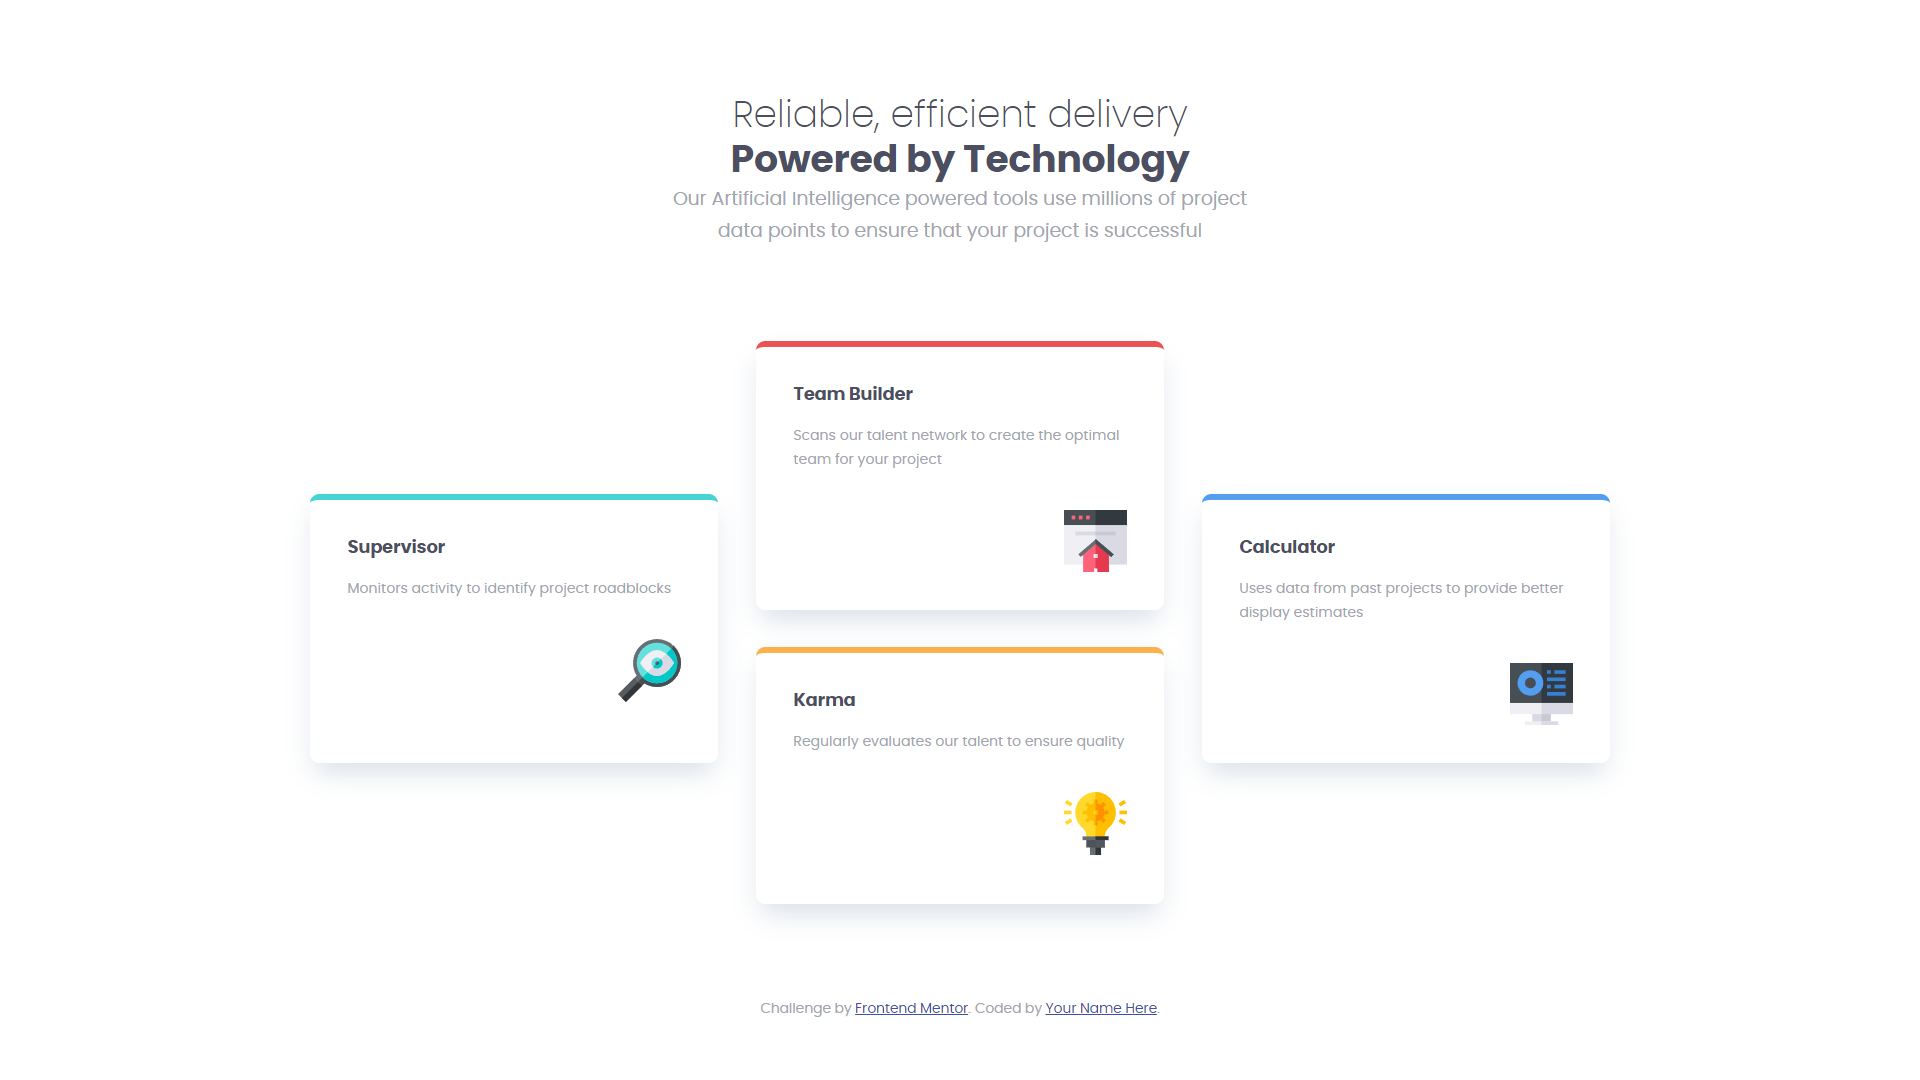 Reliable, efficient delivery
Powered by Technology
Our Artificial Intelligence powered tools use millions of project
data points to ensure that your project is successful
Supervisor
Monitors activity to identify project roadblocks
Team Builder
Scans our talent network to create the optimal
team for your project
Karma
Regularly evaluates our talent to ensure quality
Calculator
Uses data from past projects to provide better
display estimates
Challenge by Frontend Mentor. Coded by Your Name Here.